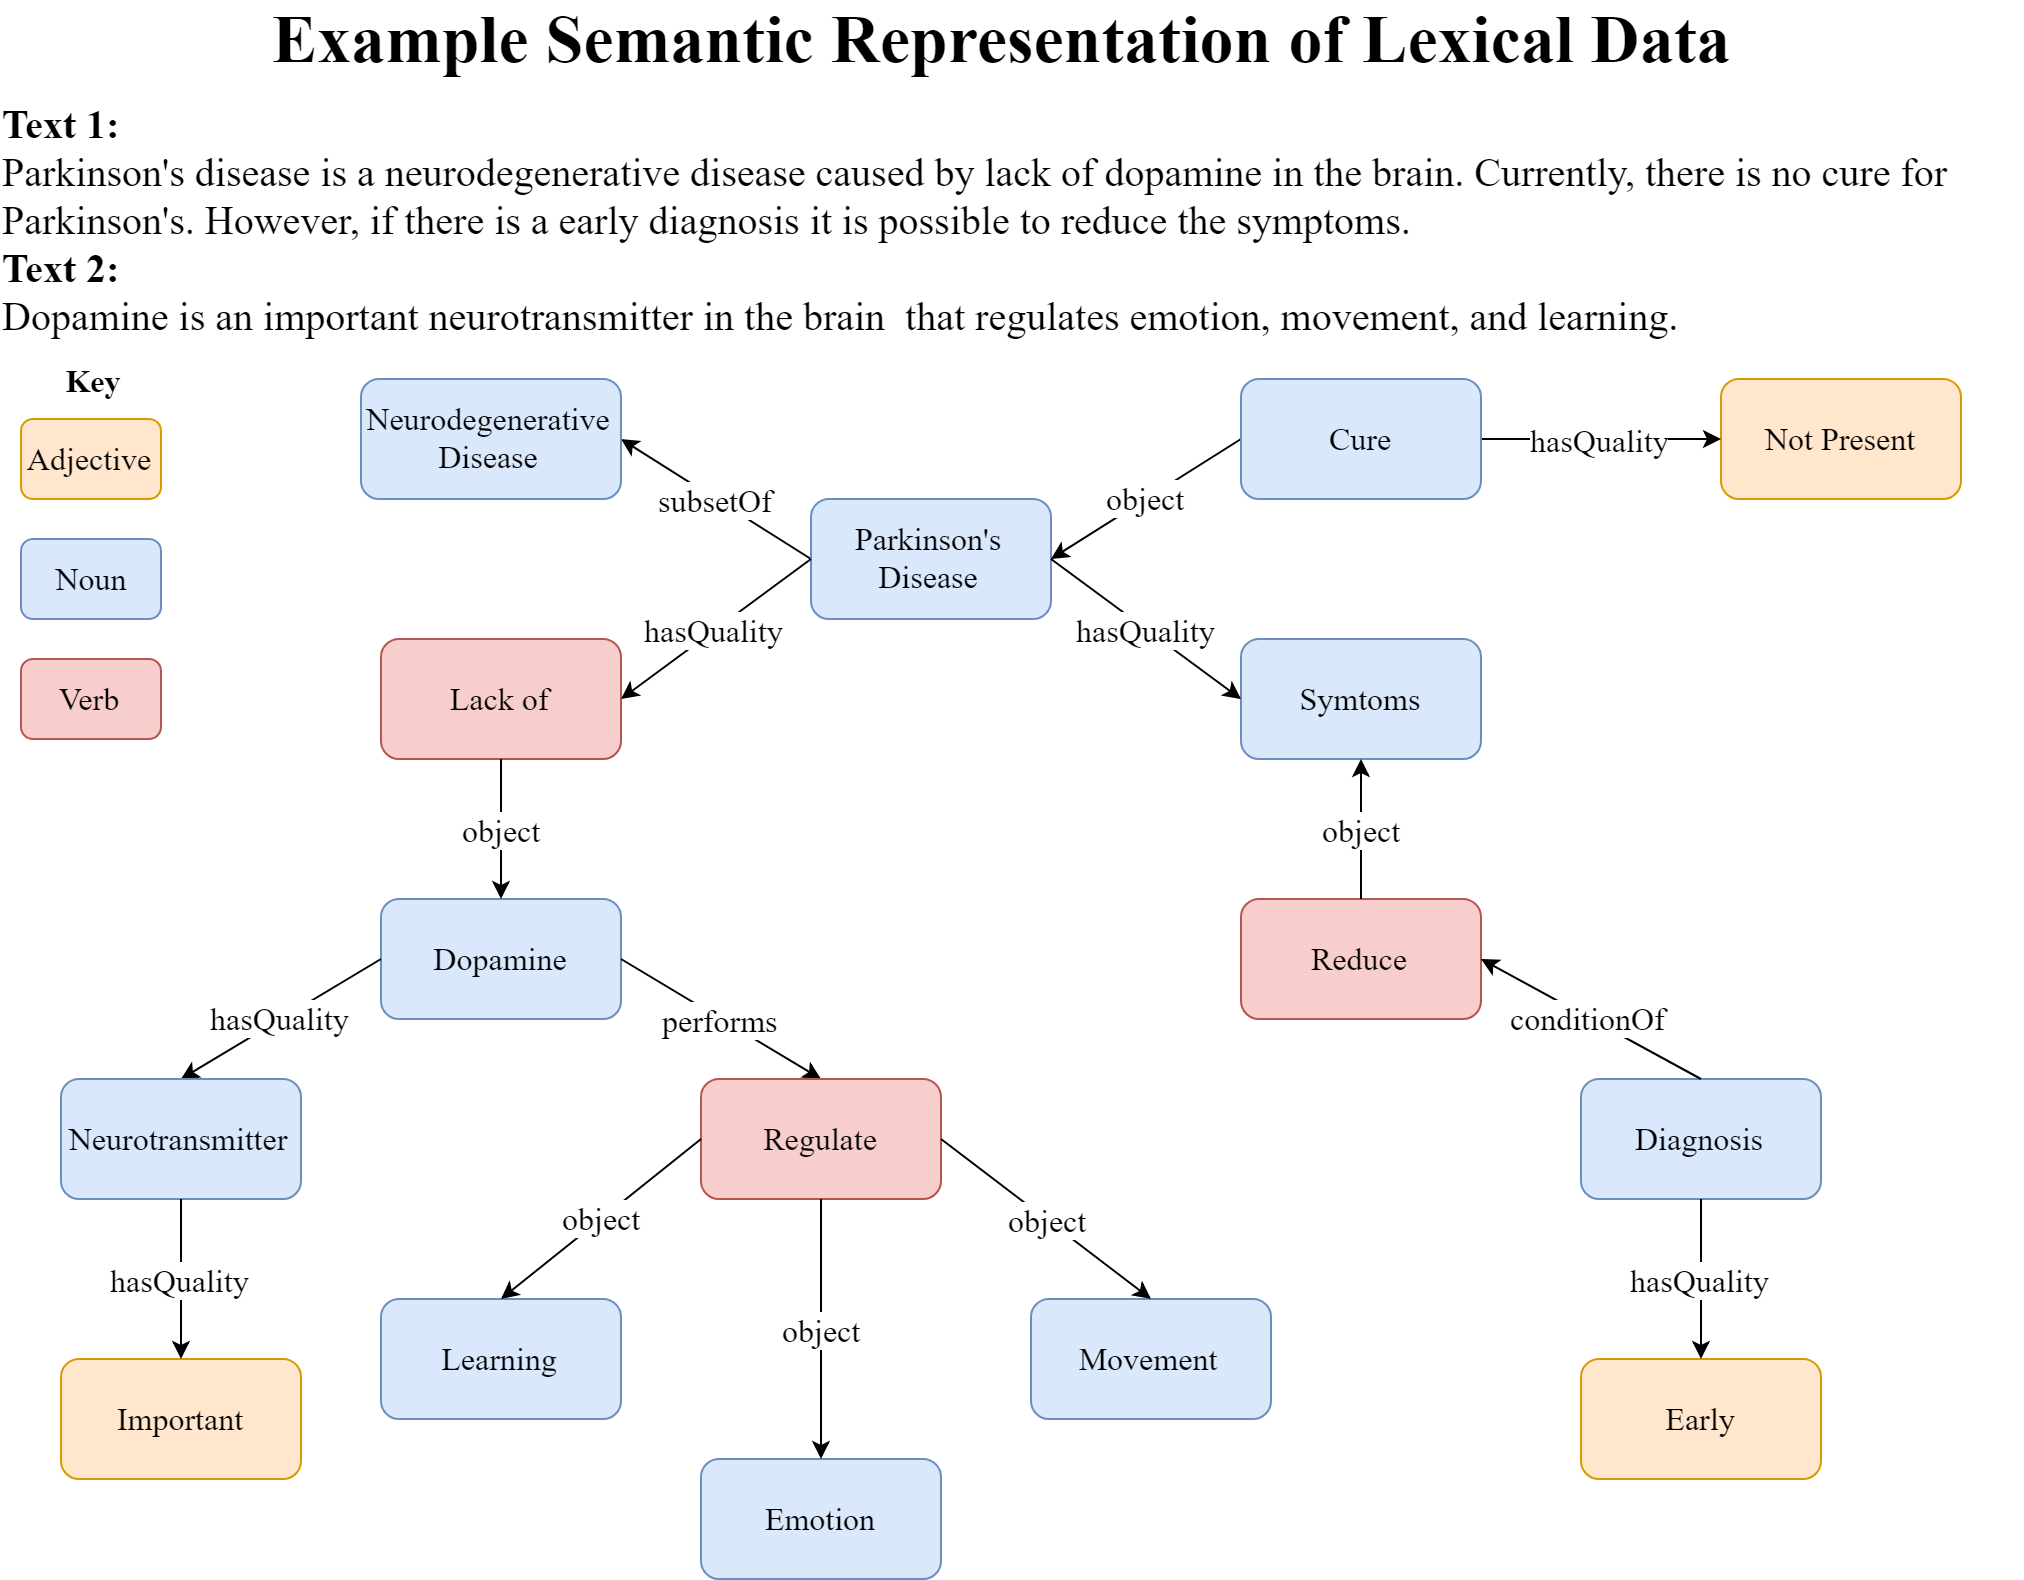 Example Semantic Representation of Lexical Data
Text 1:
Parkinson's disease is a neurodegenerative disease caused by lack of dopamine in the brain. Currently, there is no cure for
Parkinson's. However, if there is a early diagnosis it is possible to reduce the symptoms.
Text 2:
Dopamine is an important neurotransmitter in the brain  that regulates emotion, movement, and learning.
Key
Adjective
Noun
Verb
Neurodegenerative
Disease
Cure
hasQuality
Not Present
subsetOf
object
Parkinson's
Disease
hasQuality
hasQuality
Lack of
Symtoms
object
object
Dopamine
Reduce
hasQuality
performs
conditionOf
Neurotransmitter
Regulate
Diagnosis
object
object
hasQuality
object
hasQuality
Learning
Movement
Important
Early
Emotion